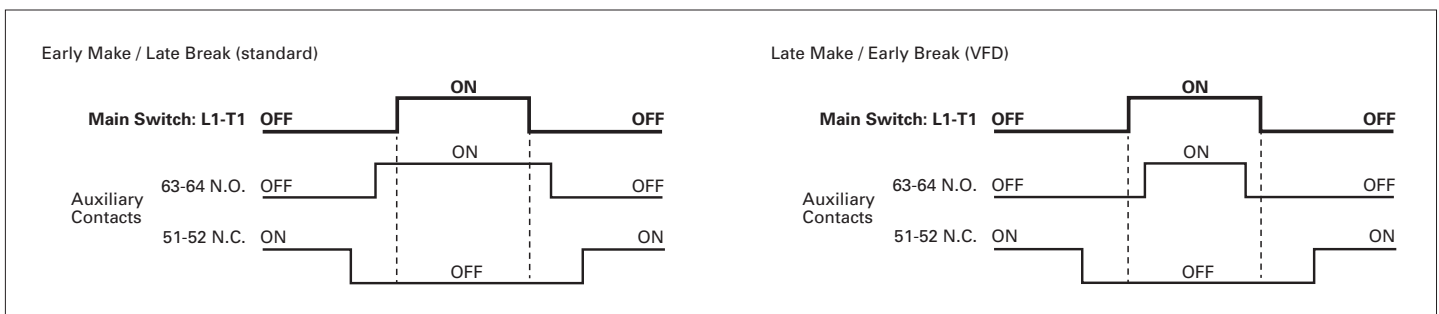 Early Make / Late Break (standard)
ON
Main Switch: L1-T1 OFF OFF
ON
63-64 N.O. OFF OFF
Auxiliary
Contacts
51-52 N.C. ON ON
OFF
Late Make / Early Break (VFD)
ON
Main Switch: L1-T1 OFF OFF
ON
63-64 N.O. OFF OFF
Auxiliary
Contacts
51-52 N.C. ON ON
OFF